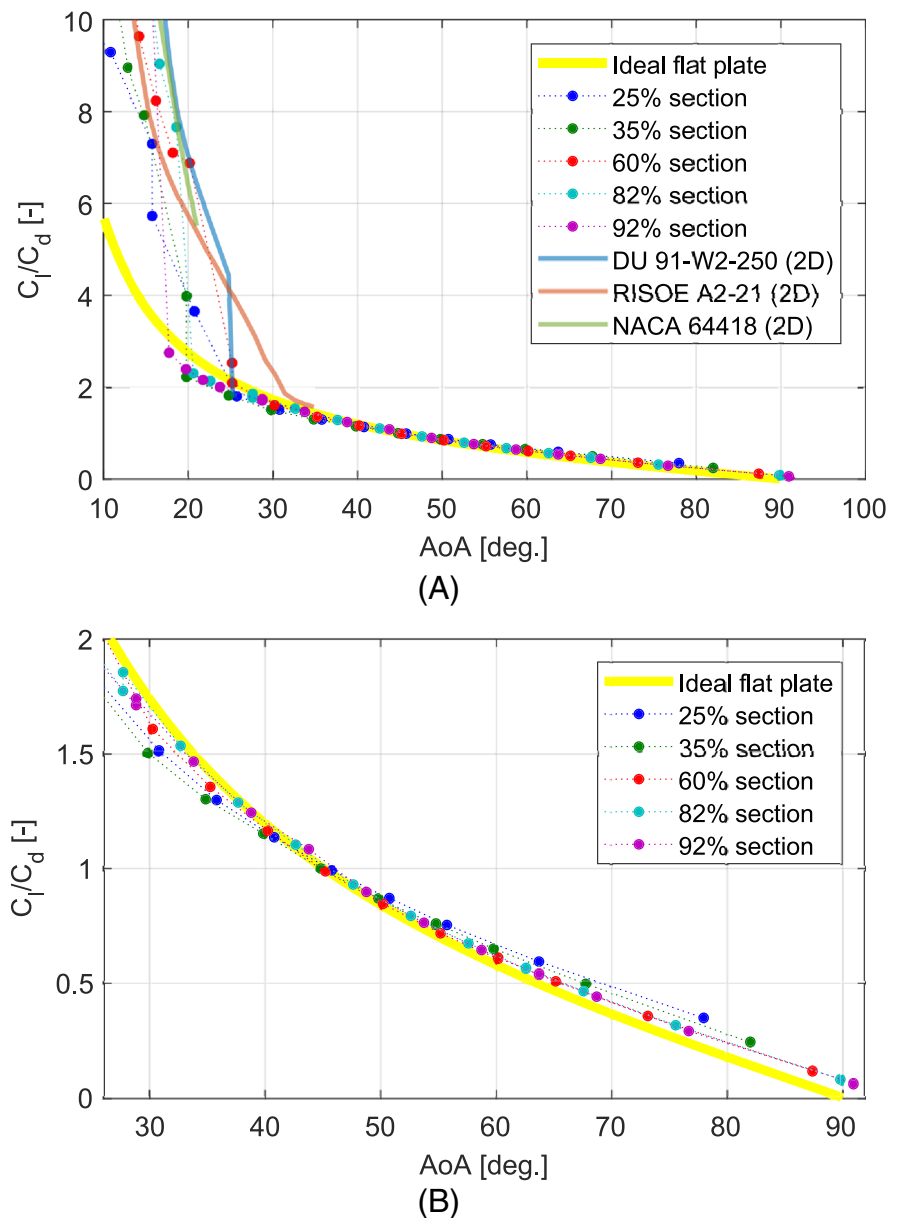 10
8
6
4
2
0
C_l/C_d [-]
10 20 30 40 50 60 70 80 90 100
AoA [deg.]
Ideal flat plate
25% section
35% section
60% section
82% section
92% section
DU 91-W2-250 (2D)
RISOE A2-21 (2D)
NACA 64418 (2D)
(A)
2
1.5
1
0.5
0
C_l/C_d [-]
30 40 50 60 70 80 90
AoA [deg.]
Ideal flat plate
25% section
35% section
60% section
82% section
92% section
(B)